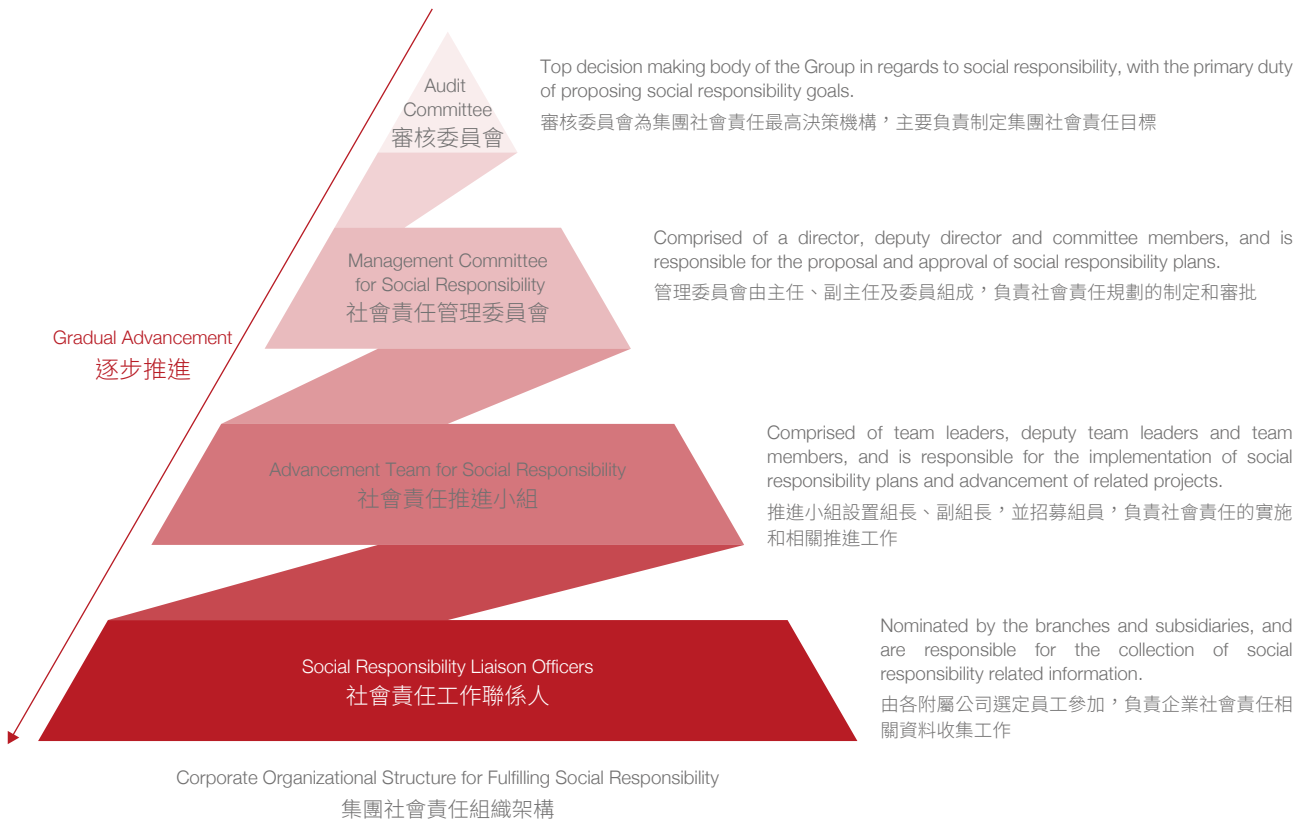 Audit
Committee
審核委員會
Top decision making body of the Group in regards to social responsibility, with the primary duty
of proposing social responsibility goals.
審核委員會為集團社會責任最高決策機構，主要負責制定集團社會責任目標
Management Committee
for Social Responsibility
社會責任管理委員會
Comprised of a director, deputy director and committee members, and is
responsible for the proposal and approval of social responsibility plans.
管理委員會由主任、副主任及委員組成，負責社會責任規劃的制定和審批
Gradual Advancement
逐步推進
Advancement Team for Social Responsibility
社會責任推進小組
Comprised of team leaders, deputy team leaders and team
members, and is responsible for the implementation of social
responsibility plans and advancement of related projects.
推進小組設置組長、副組長，並招募組員，負責社會責任的實施
和相關推進工作
Social Responsibility Liaison Officers
社會責任工作聯係人
Nominated by the branches and subsidiaries, and
are responsible for the collection of social
responsibility related information.
由各附屬公司選定員工參加，負責企業社會責任相
關資料收集工作
Corporate Organizational Structure for Fulfilling Social Responsibility
集團社會責任組織架構